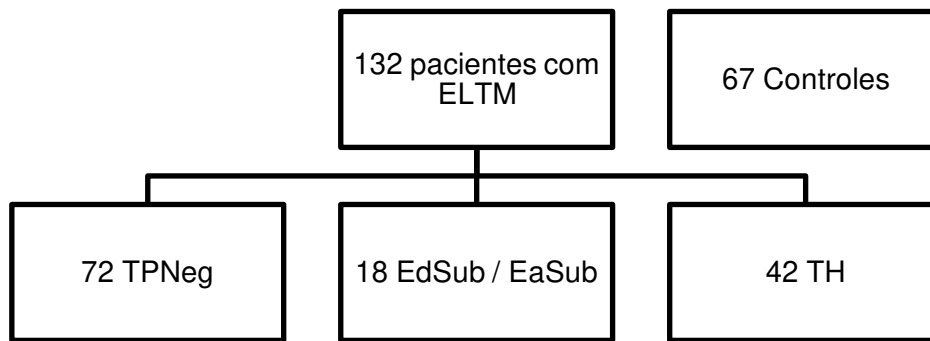 132 pacientes com
ELTM
67 Controles
72 TPNeg
18 EdSub / EaSub
42 TH